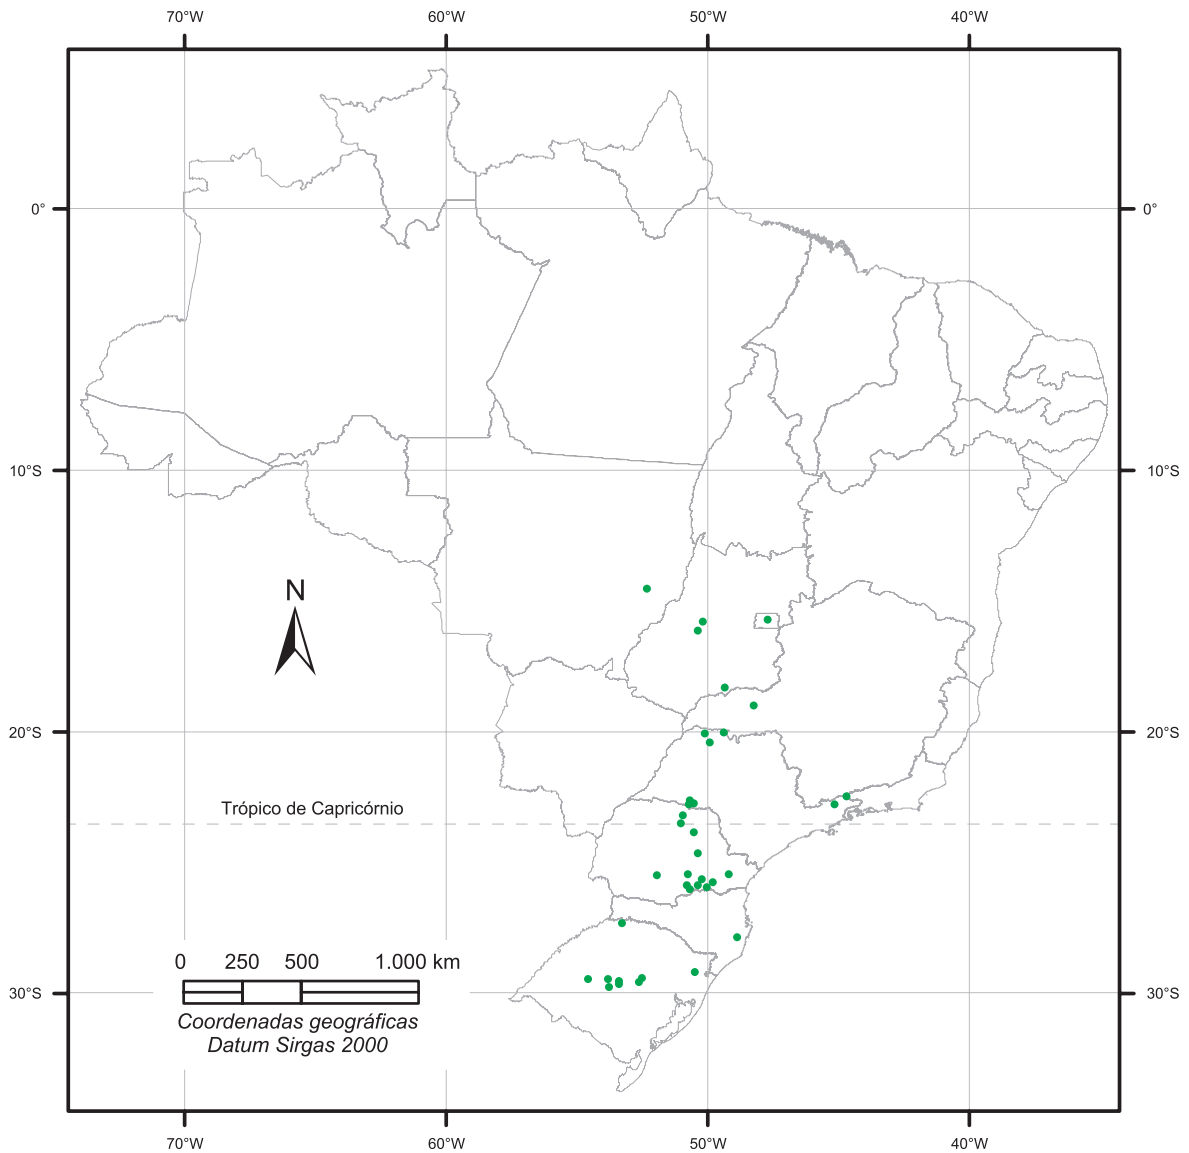 70°W 60°W 50°W 40°W
0° 0°
10°S 10°S
N
20°S 20°S
Trópico de Capricórnio
0 250 500 1.000 km
30°S 30°S
Coordenadas geográficas
Datum Sirgas 2000
70°W 60°W 50°W 40°W